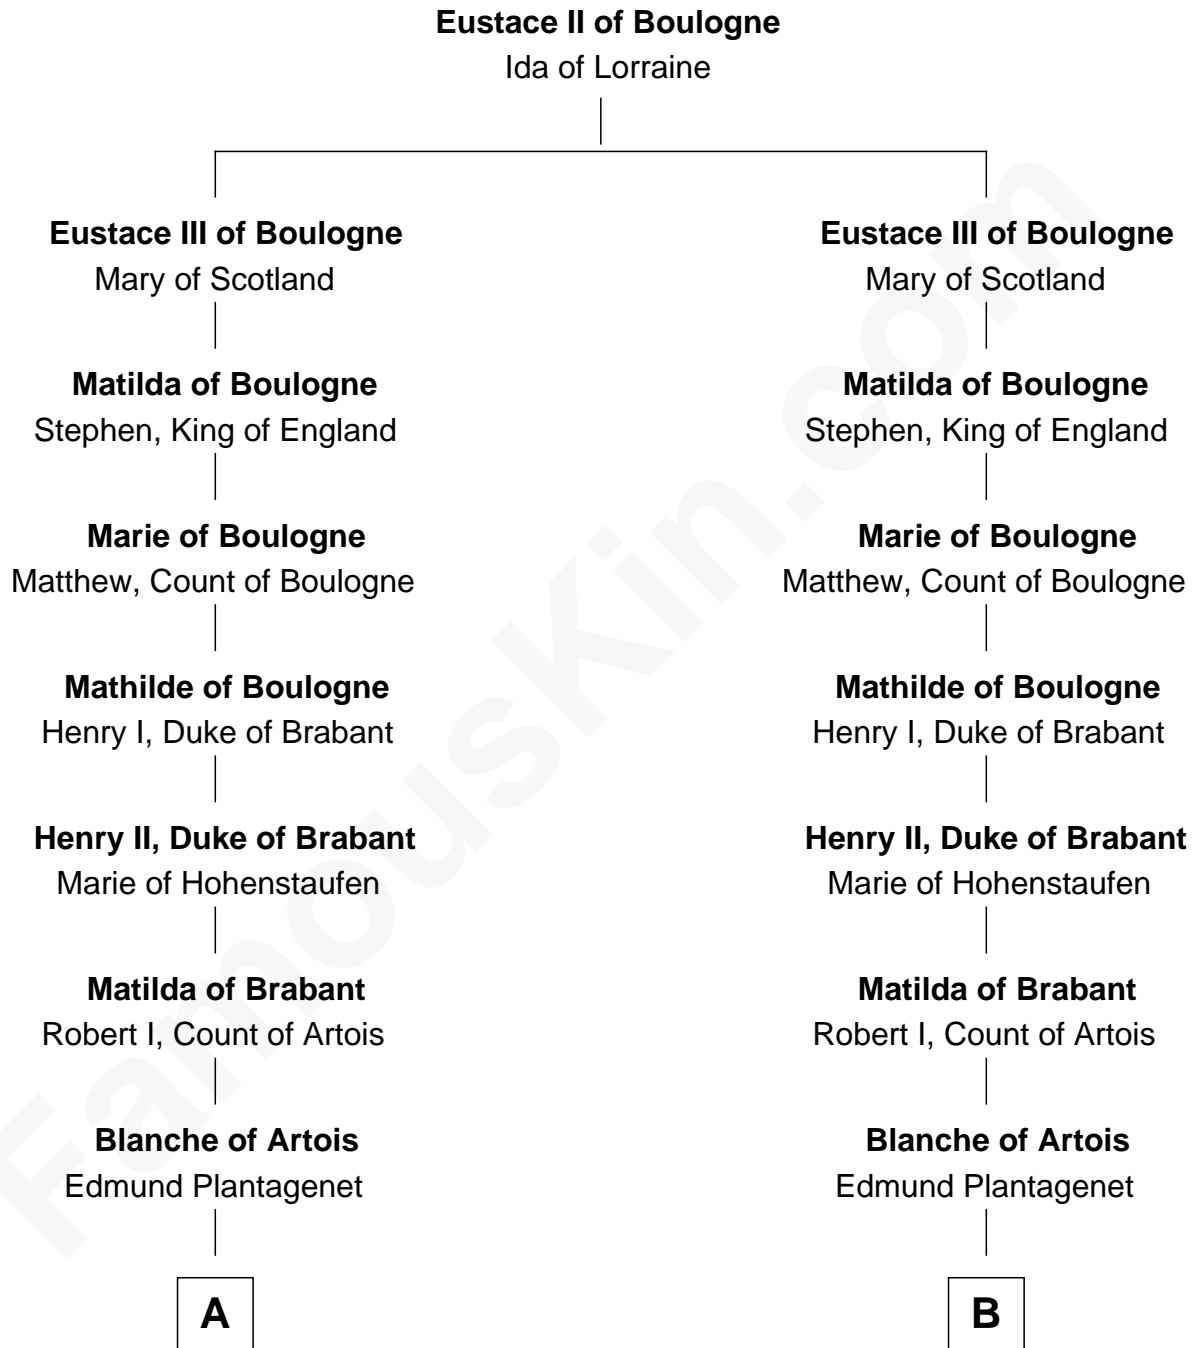 Eustace II of Boulogne
Ida of Lorraine
Eustace III of Boulogne
Mary of Scotland
Matilda of Boulogne
Stephen, King of England
Marie of Boulogne
Matthew, Count of Boulogne
Mathilde of Boulogne
Henry I, Duke of Brabant
Henry II, Duke of Brabant
Marie of Hohenstaufen
Matilda of Brabant
Robert I, Count of Artois
Blanche of Artois
Edmund Plantagenet
A
Eustace III of Boulogne
Mary of Scotland
Matilda of Boulogne
Stephen, King of England
Marie of Boulogne
Matthew, Count of Boulogne
Mathilde of Boulogne
Henry I, Duke of Brabant
Henry II, Duke of Brabant
Marie of Hohenstaufen
Matilda of Brabant
Robert I, Count of Artois
Blanche of Artois
Edmund Plantagenet
B
FamousKin.com